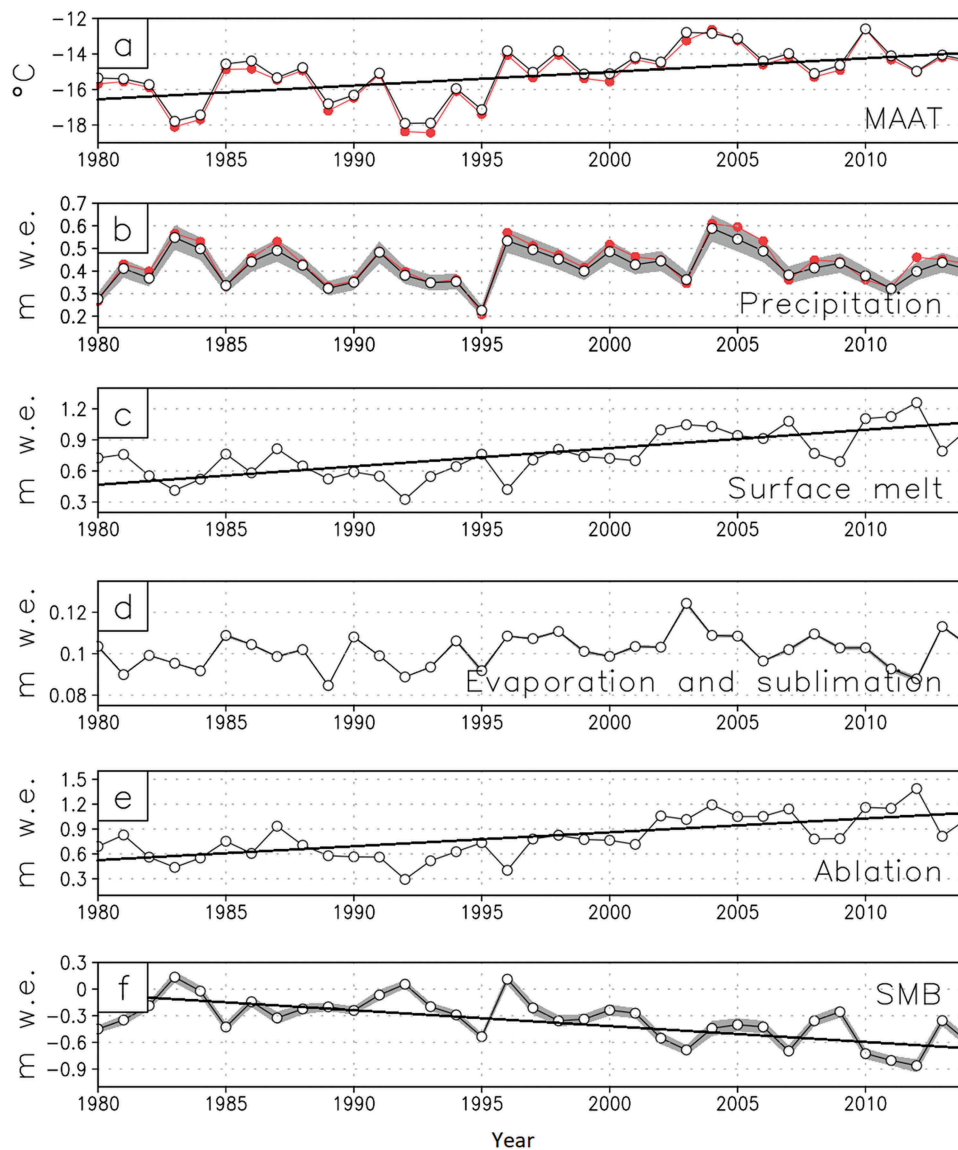 a
-12
-14
-16
-18
°C
MAAT
1980 1985 1990 1995 2000 2005 2010
b
0.7
0.6
0.5
0.4
0.3
0.2
m w.e.
Precipitation
1980 1985 1990 1995 2000 2005 2010
c
1.2
0.9
0.6
0.3
m w.e.
Surface melt
1980 1985 1990 1995 2000 2005 2010
d
0.12
0.1
0.08
m w.e.
Evaporation and sublimation
1980 1985 1990 1995 2000 2005 2010
e
1.5
1.2
0.9
0.6
0.3
m w.e.
Ablation
1980 1985 1990 1995 2000 2005 2010
f
0.3
0
-0.3
-0.6
-0.9
m w.e.
SMB
1980 1985 1990 1995 2000 2005 2010
Year